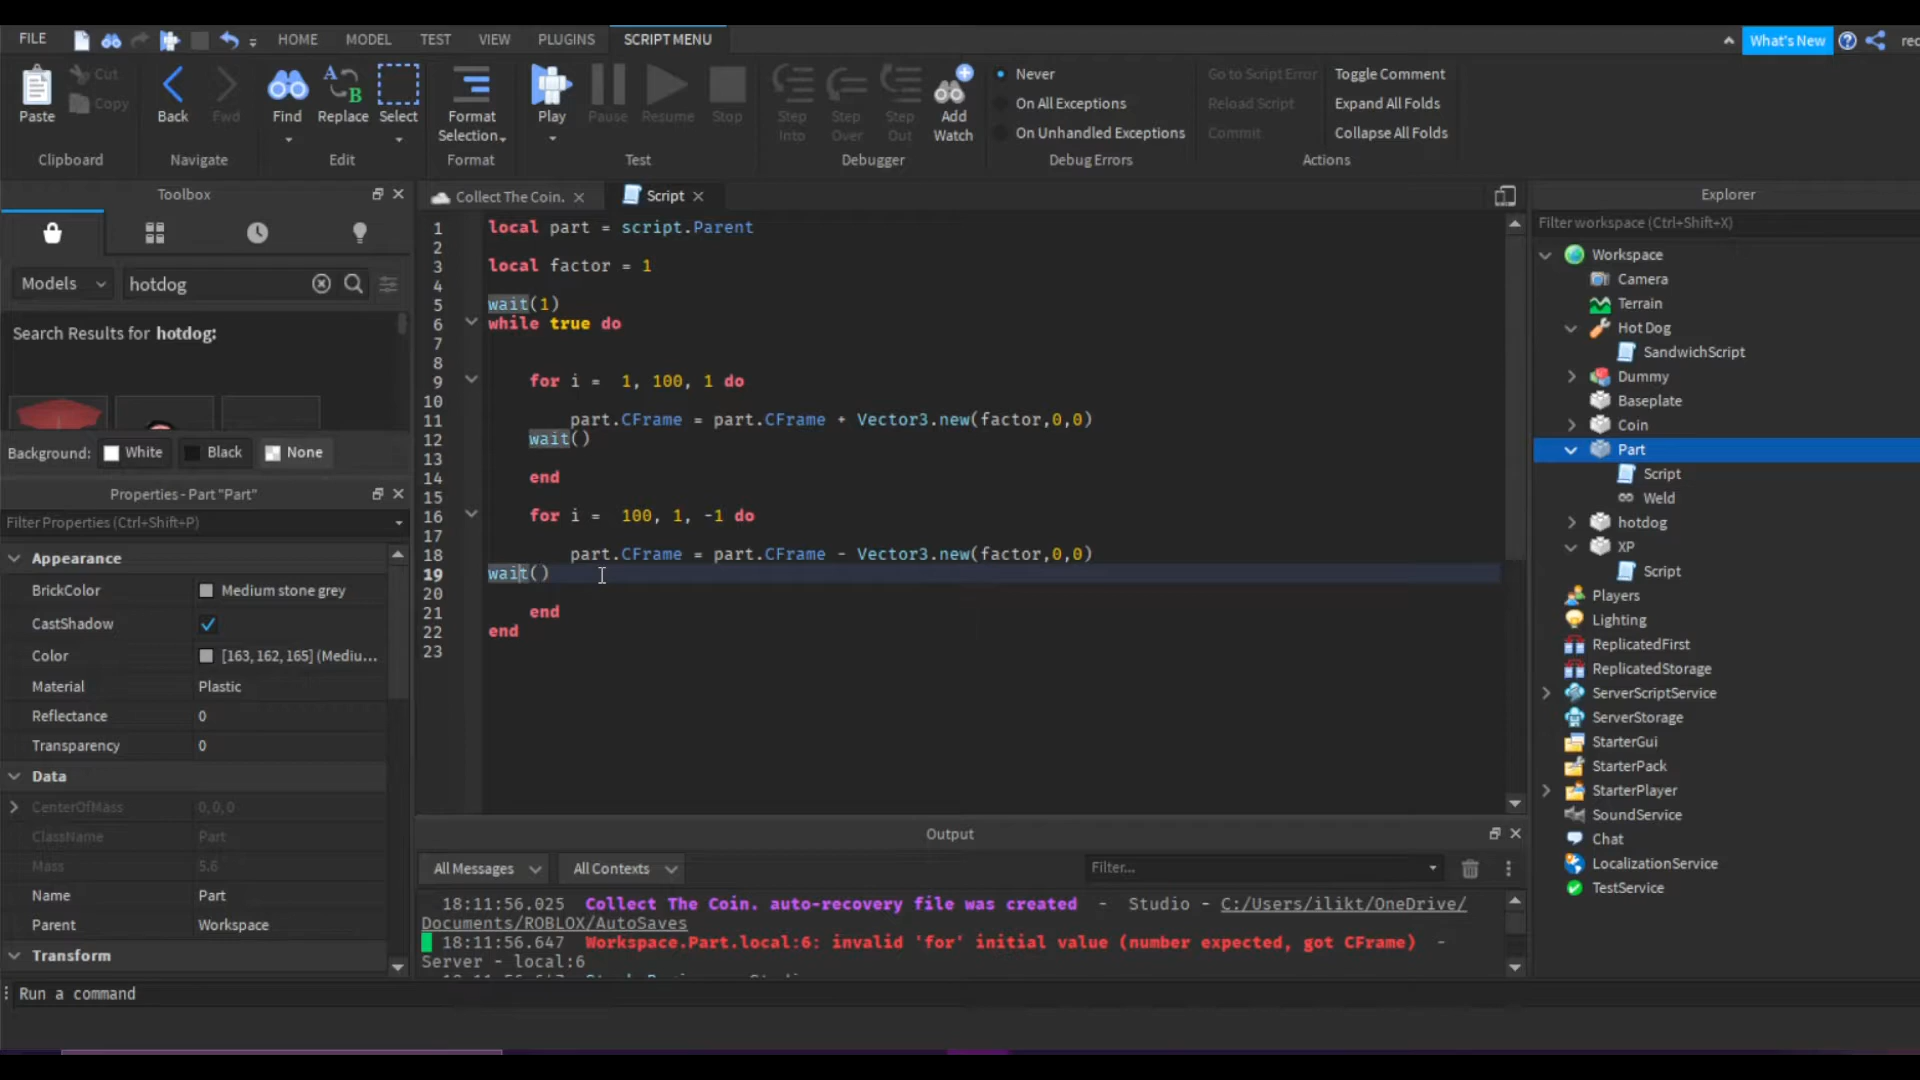 FILE HOME MODEL TEST VIEW PLUGINS SCRIPT MENU What's New rec
Paste Cut Copy Clipboard
Back Fwd Navigate
Find Replace Select Edit
Format Selection Format
Play Pause Resume Stop Test
Step Into Step Over Step Out Add Watch Debugger
Never
On All Exceptions
On Unhandled Exceptions
Debug Errors
Go to Script Error Toggle Comment
Reload Script Expand All Folds
Commit Collapse All Folds
Actions
Toolbox
Models hotdog
Search Results for hotdog:
Background: White Black None
Properties - Part "Part"
Filter Properties (Ctrl+Shift+P)
Appearance
BrickColor Medium stone grey
CastShadow
Color [163, 162, 165] (Mediu...
Material Plastic
Reflectance 0
Transparency 0
Data
CenterOfMass 0,0,0
ClassName Part
Mass 5.6
Name Part
Parent Workspace
Transform
Collect The Coin. Script
1 local part = script.Parent
2
3 local factor = 1
4
5 wait(1)
6 while true do
7
8
9 for i = 1, 100, 1 do
10
11 part.CFrame = part.CFrame + Vector3.new(factor,0,0)
12 wait()
13
14 end
15
16 for i = 100, 1, -1 do
17
18 part.CFrame = part.CFrame - Vector3.new(factor,0,0)
19 wait()
20
21 end
22 end
23
Output
All Messages All Contexts Filter...
18:11:56.025 Collect The Coin. auto-recovery file was created - Studio - C:/Users/ilikt/OneDrive/
Documents/ROBLOX/AutoSaves
18:11:56.647 Workspace.Part.local:6: invalid 'for' initial value (number expected, got CFrame) -
Server - local:6
Explorer
Filter workspace (Ctrl+Shift+X)
Workspace
Camera
Terrain
Hot Dog
SandwichScript
Dummy
Baseplate
Coin
Part
Script
Weld
hotdog
XP
Script
Players
Lighting
ReplicatedFirst
ReplicatedStorage
ServerScriptService
ServerStorage
StarterGui
StarterPack
StarterPlayer
SoundService
Chat
LocalizationService
TestService
Run a command